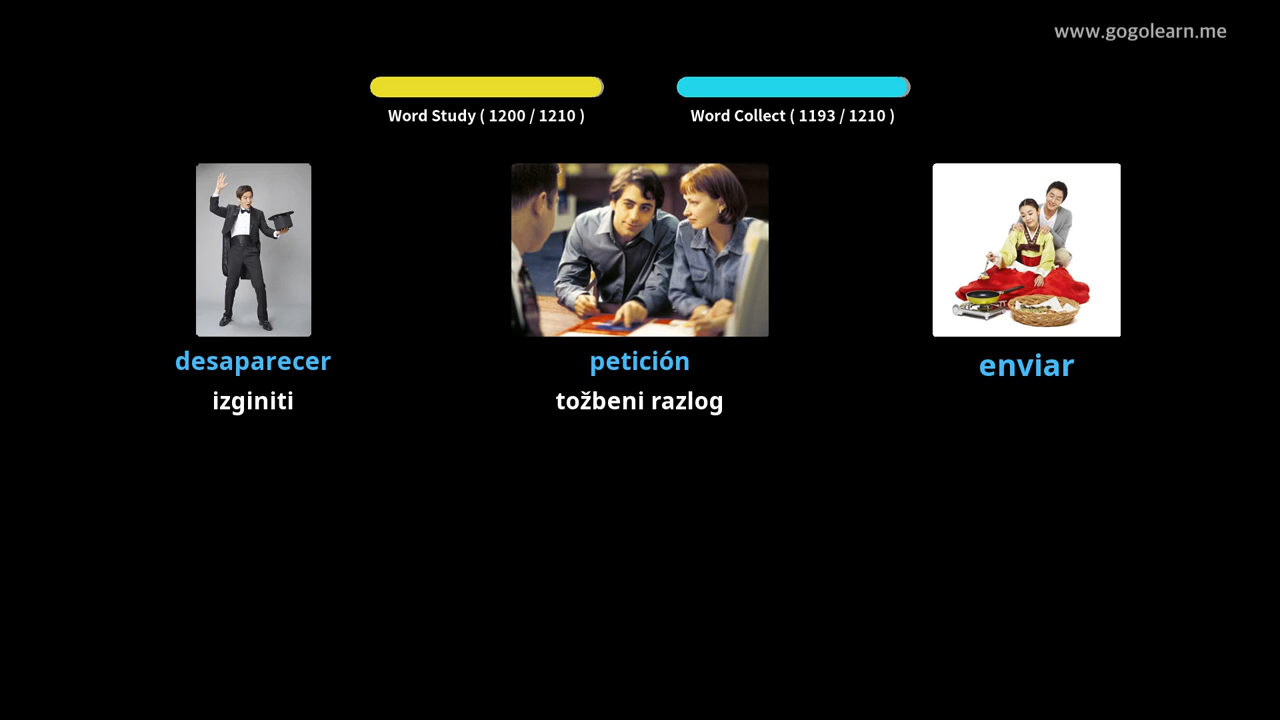 www.gogolearn.me
Word Study ( 1200 / 1210 )
Word Collect ( 1193 / 1210 )
desaparecer
izginiti
petición
tožbeni razlog
enviar